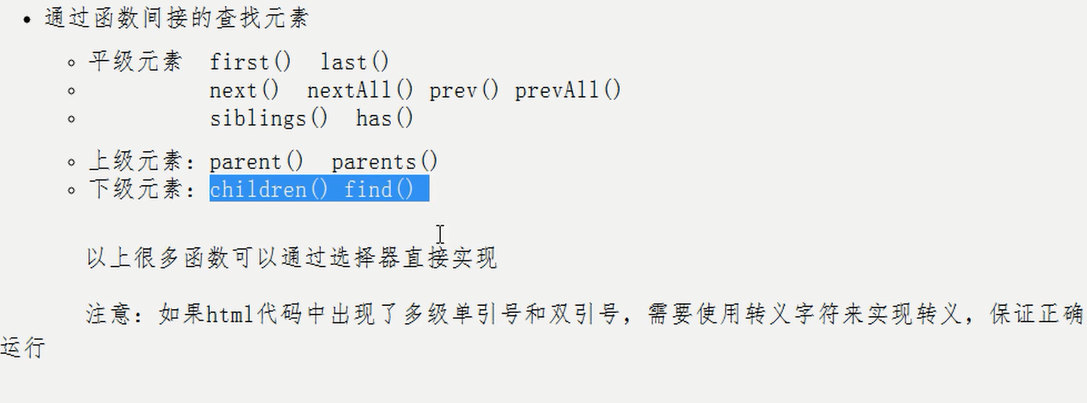 通过函数间接的查找元素
平级元素 first() last()
next() nextAll() prev() prevAll()
siblings() has()
上级元素：parent() parents()
下级元素：children() find()
以上很多函数可以通过选择器直接实现
注意：如果html代码中出现了多级单引号和双引号，需要使用转义字符来实现转义，保证正确
运行